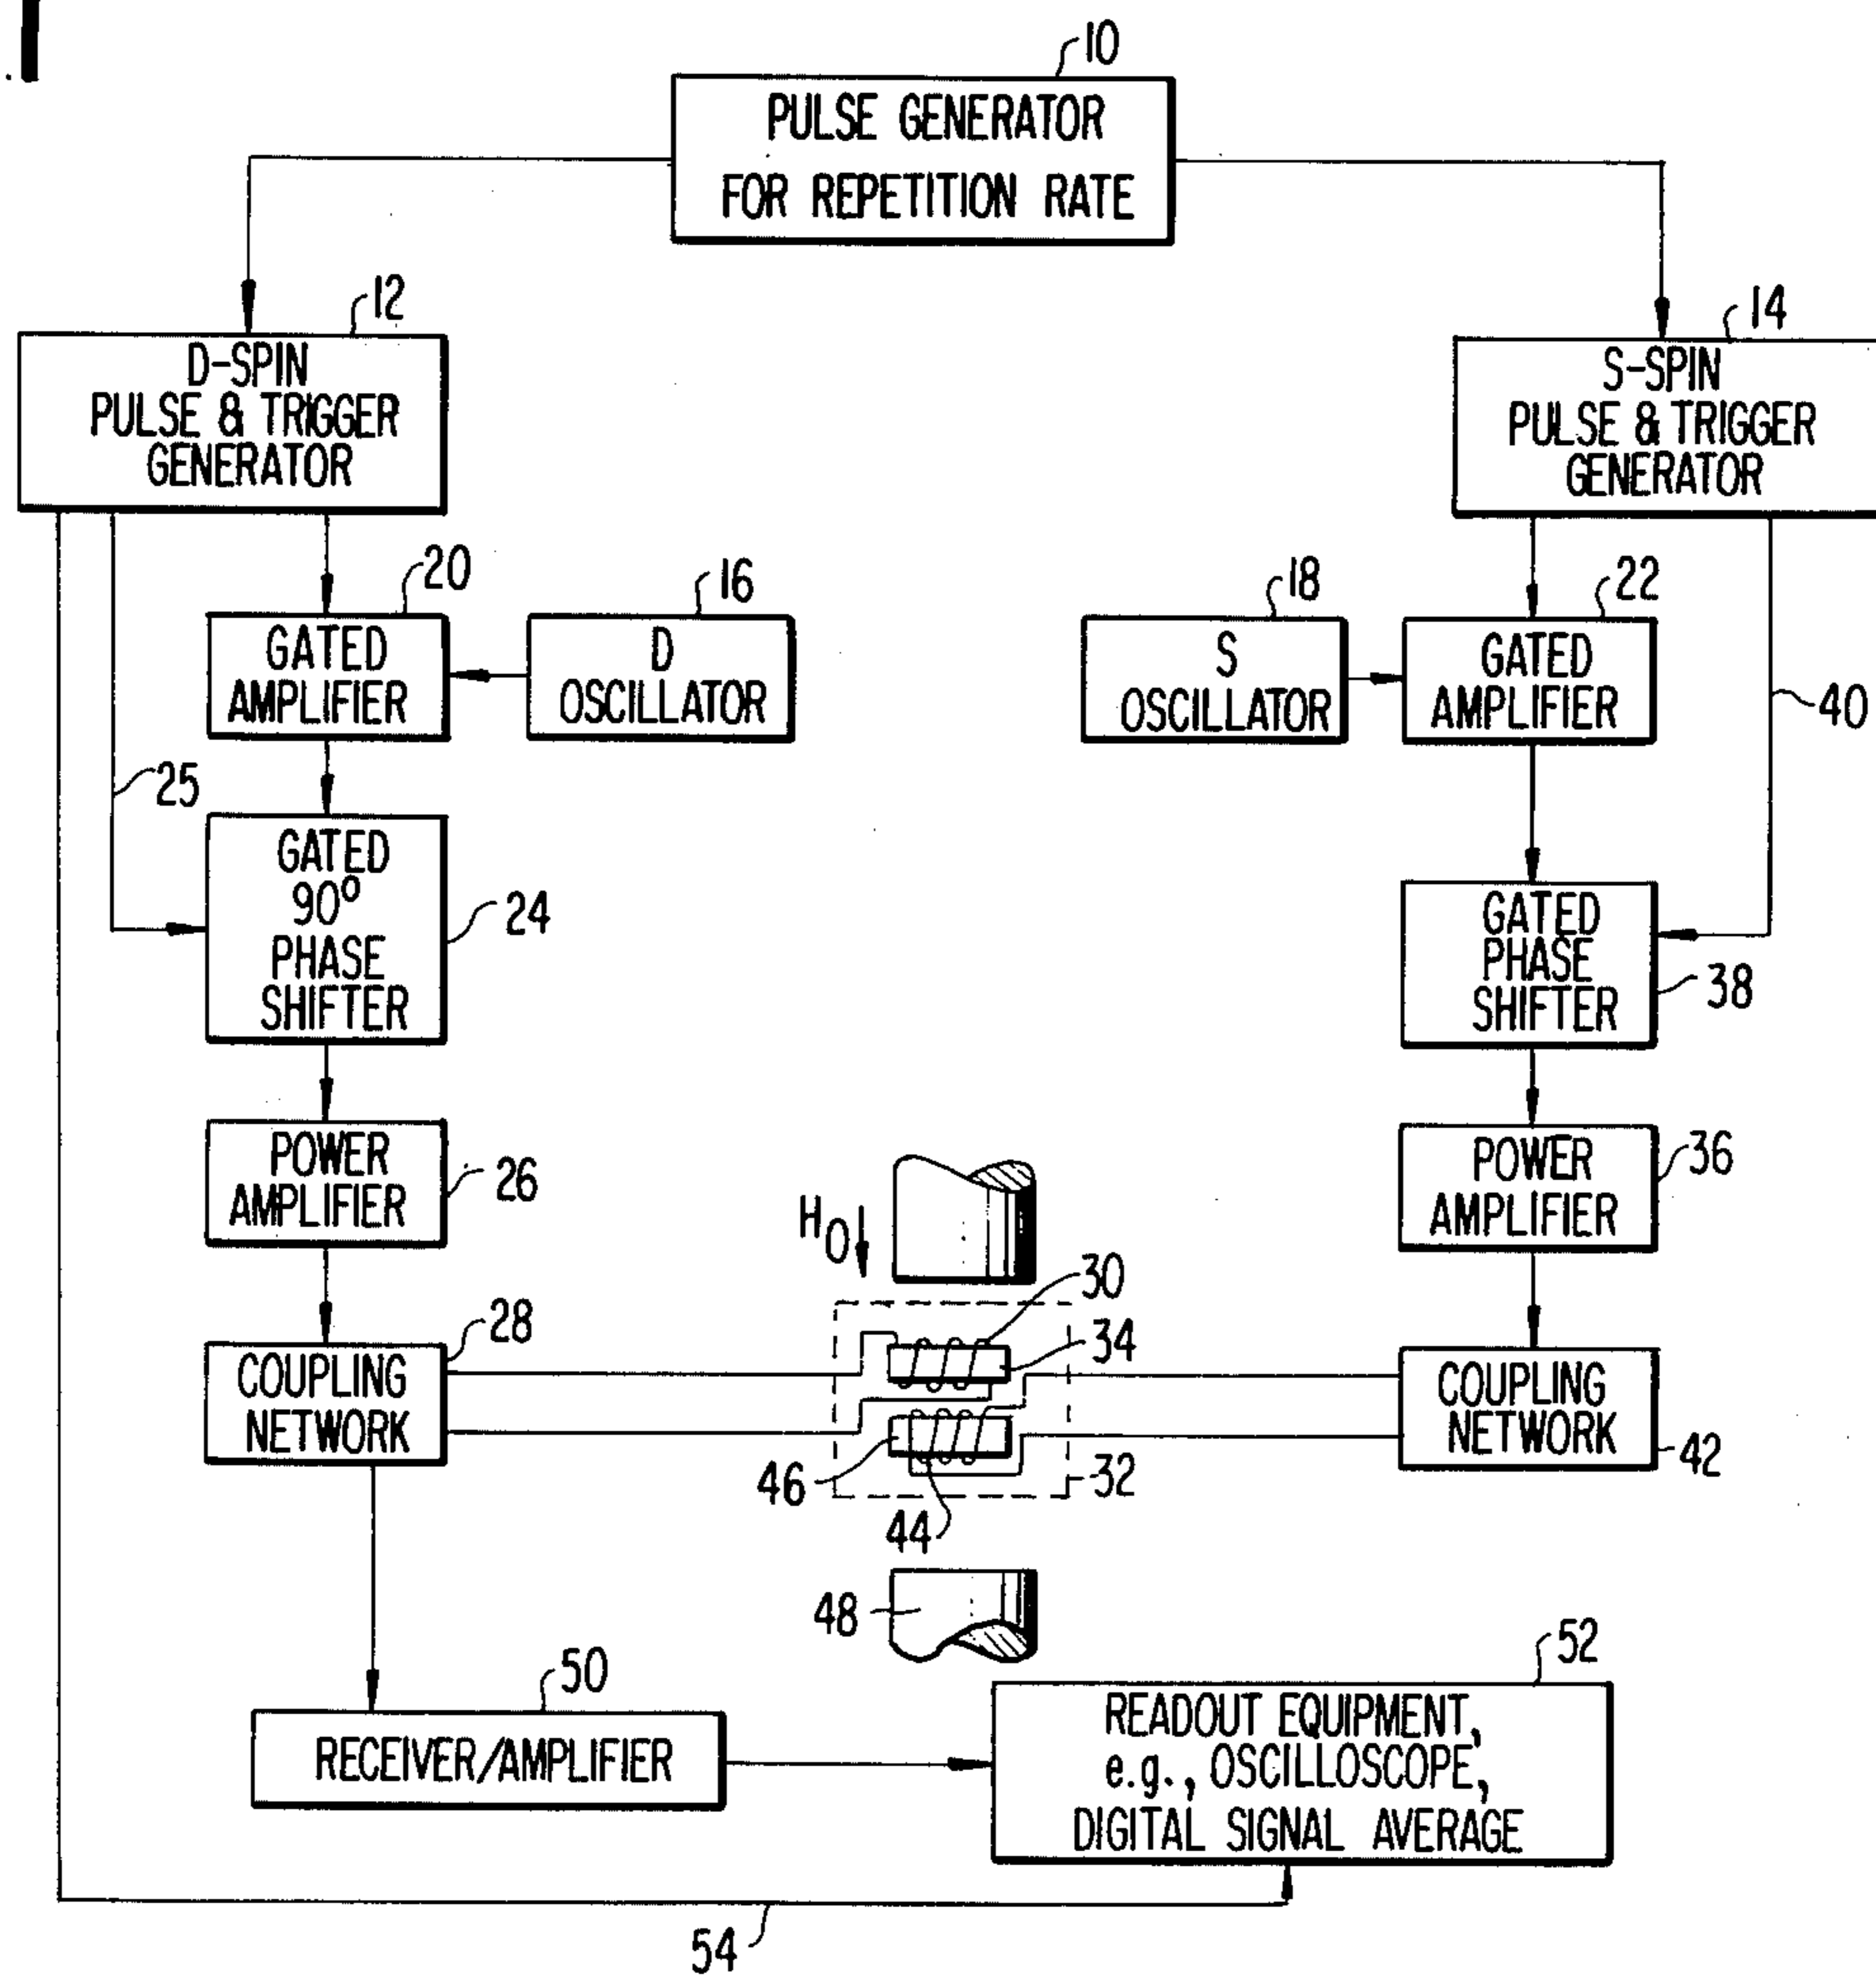 10
PULSE GENERATOR
FOR REPETITION RATE
12
D-SPIN
PULSE & TRIGGER
GENERATOR
14
S-SPIN
PULSE & TRIGGER
GENERATOR
20
GATED
AMPLIFIER
16
D
OSCILLATOR
18
S
OSCILLATOR
22
GATED
AMPLIFIER
40
25
GATED
90°
PHASE
SHIFTER
24
GATED
PHASE
SHIFTER
38
POWER
AMPLIFIER
26
POWER
AMPLIFIER
36
H0
30
34
28
COUPLING
NETWORK
COUPLING
NETWORK
42
46
32
44
48
50
RECEIVER/AMPLIFIER
52
READOUT EQUIPMENT,
e.g., OSCILLOSCOPE,
DIGITAL SIGNAL AVERAGE
54